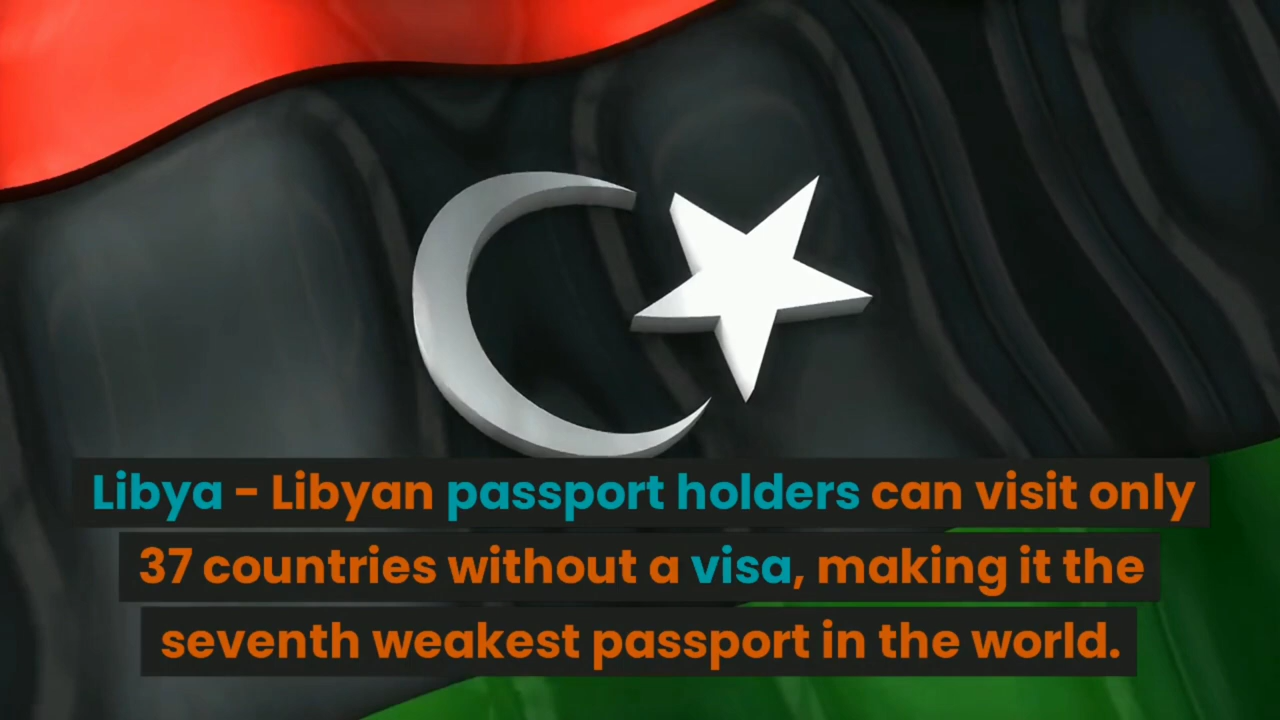 Libya - Libyan passport holders can visit only
37 countries without a visa, making it the
seventh weakest passport in the world.